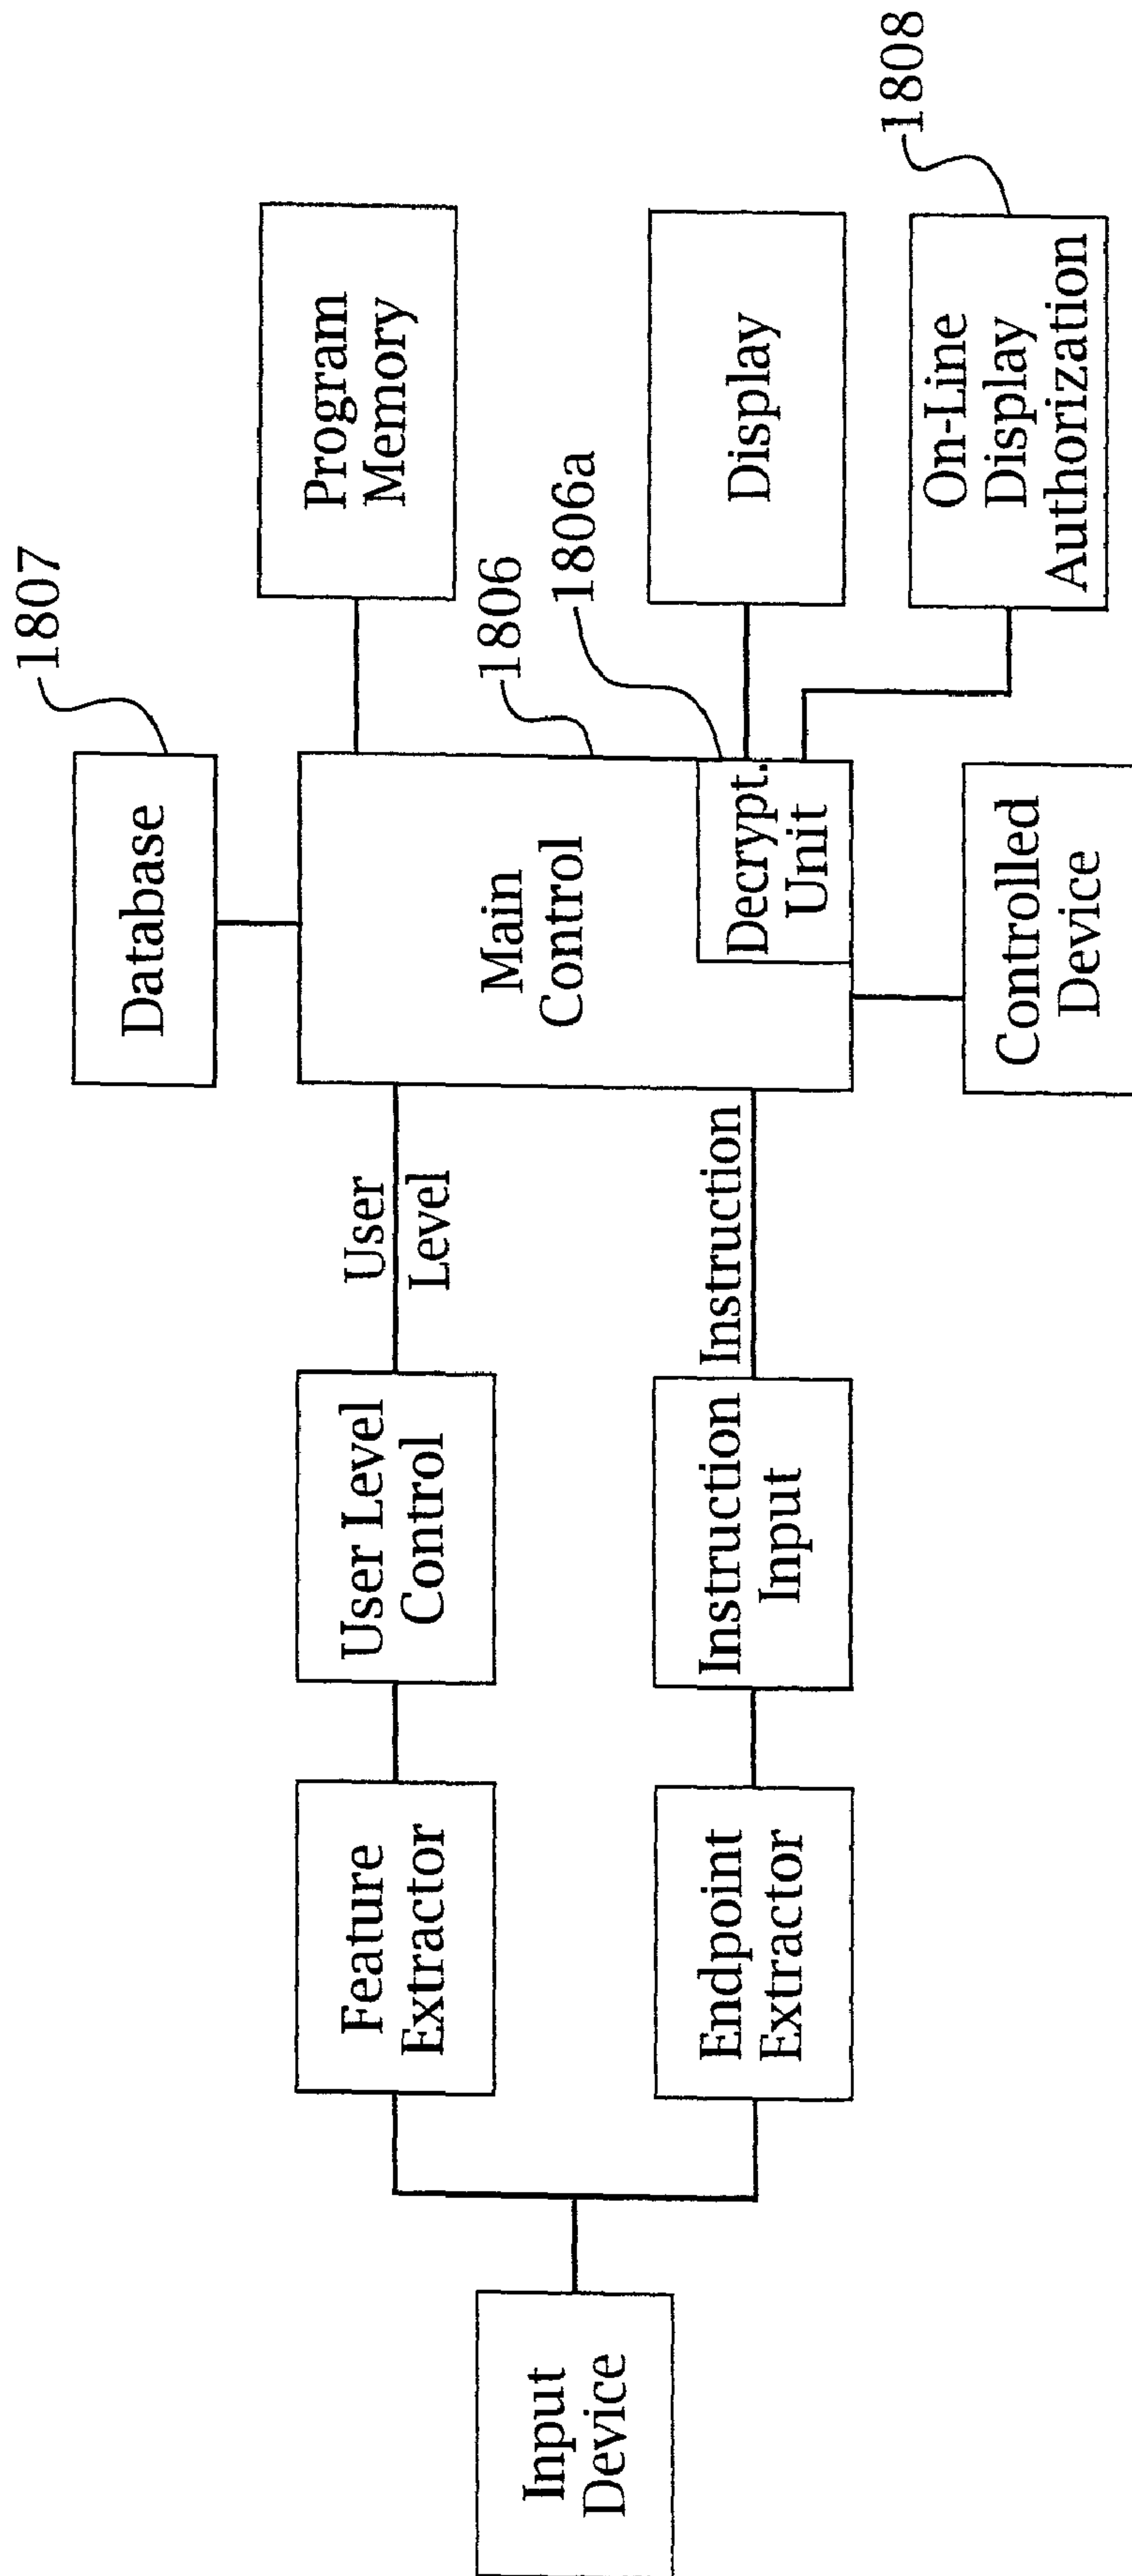 1807
Database
Program
Memory
1806
1806a
Main
Control
Decrypt.
Unit
Display
1808
On-Line
Display
Authorization
Controlled
Device
User
Level
Instruction
User Level
Control
Instruction
Input
Feature
Extractor
Endpoint
Extractor
Input
Device